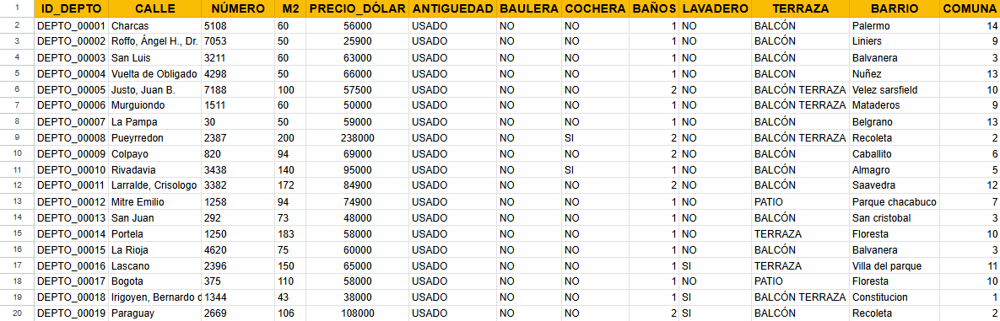 1 ID_DEPTO CALLE NÚMERO M2 PRECIO_DÓLAR ANTIGUEDAD BAULERA COCHERA BAÑOS LAVADERO TERRAZA BARRIO COMUNA
2 DEPTO_00001 Charcas 5108 60 56000 USADO NO NO 1 NO BALCÓN Palermo 14
3 DEPTO_00002 Roffo, Ángel H., Dr. 7053 50 25900 USADO NO NO 1 NO BALCÓN Liniers 9
4 DEPTO_00003 San Luis 3211 60 63000 USADO NO NO 1 NO BALCÓN Balvanera 3
5 DEPTO_00004 Vuelta de Obligado 4298 50 66000 USADO NO NO 1 NO BALCON Nuñez 13
6 DEPTO_00005 Justo, Juan B. 7188 100 57500 USADO NO NO 2 NO BALCÓN TERRAZA Velez sarsfield 10
7 DEPTO_00006 Murguiondo 1511 60 50000 USADO NO NO 1 NO BALCÓN TERRAZA Mataderos 9
8 DEPTO_00007 La Pampa 30 50 59000 USADO NO NO 1 NO BALCÓN Belgrano 13
9 DEPTO_00008 Pueyrredon 2387 200 238000 USADO NO SI 2 NO BALCÓN TERRAZA Recoleta 2
10 DEPTO_00009 Colpayo 820 94 69000 USADO NO NO 2 NO BALCÓN Caballito 6
11 DEPTO_00010 Rivadavia 3438 140 95000 USADO NO SI 1 NO BALCÓN Almagro 5
12 DEPTO_00011 Larralde, Crisologo 3382 172 84900 USADO NO NO 2 NO BALCÓN Saavedra 12
13 DEPTO_00012 Mitre Emilio 1258 94 74900 USADO NO NO 1 NO PATIO Parque chacabuco 7
14 DEPTO_00013 San Juan 292 73 48000 USADO NO NO 1 NO BALCÓN San cristobal 3
15 DEPTO_00014 Portela 1250 183 58000 USADO NO NO 1 NO TERRAZA Floresta 10
16 DEPTO_00015 La Rioja 4620 75 60000 USADO NO NO 1 NO BALCÓN Balvanera 3
17 DEPTO_00016 Lascano 2396 150 65000 USADO NO NO 1 SI TERRAZA Villa del parque 11
18 DEPTO_00017 Bogota 375 110 58000 USADO NO NO 1 NO PATIO Floresta 10
19 DEPTO_00018 Irigoyen, Bernardo d 1344 43 38000 USADO NO NO 1 SI BALCÓN TERRAZA Constitucion 1
20 DEPTO_00019 Paraguay 2669 106 108000 USADO NO NO 2 SI BALCÓN Recoleta 2